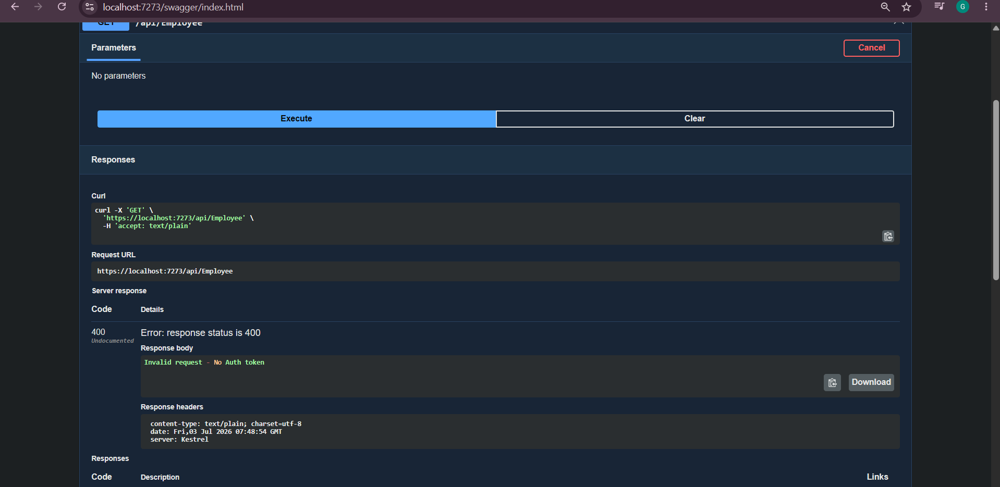 localhost:7273/swagger/index.html
G
GET /api/Employee
Parameters
Cancel
No parameters
Execute
Clear
Responses
Curl
curl -X 'GET' \
'https://localhost:7273/api/Employee' \
-H 'accept: text/plain'
Request URL
https://localhost:7273/api/Employee
Server response
Code Details
400 Error: response status is 400
Undocumented
Response body
Invalid request - No Auth token
Download
Response headers
content-type: text/plain; charset=utf-8
date: Fri,03 Jul 2026 07:48:54 GMT
server: Kestrel
Responses
Code Description Links